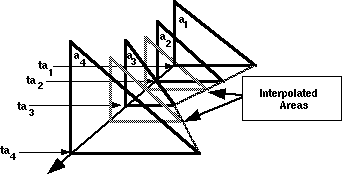 a1
a2
a3
a4
ta1
ta2
ta3
ta4
Interpolated
Areas